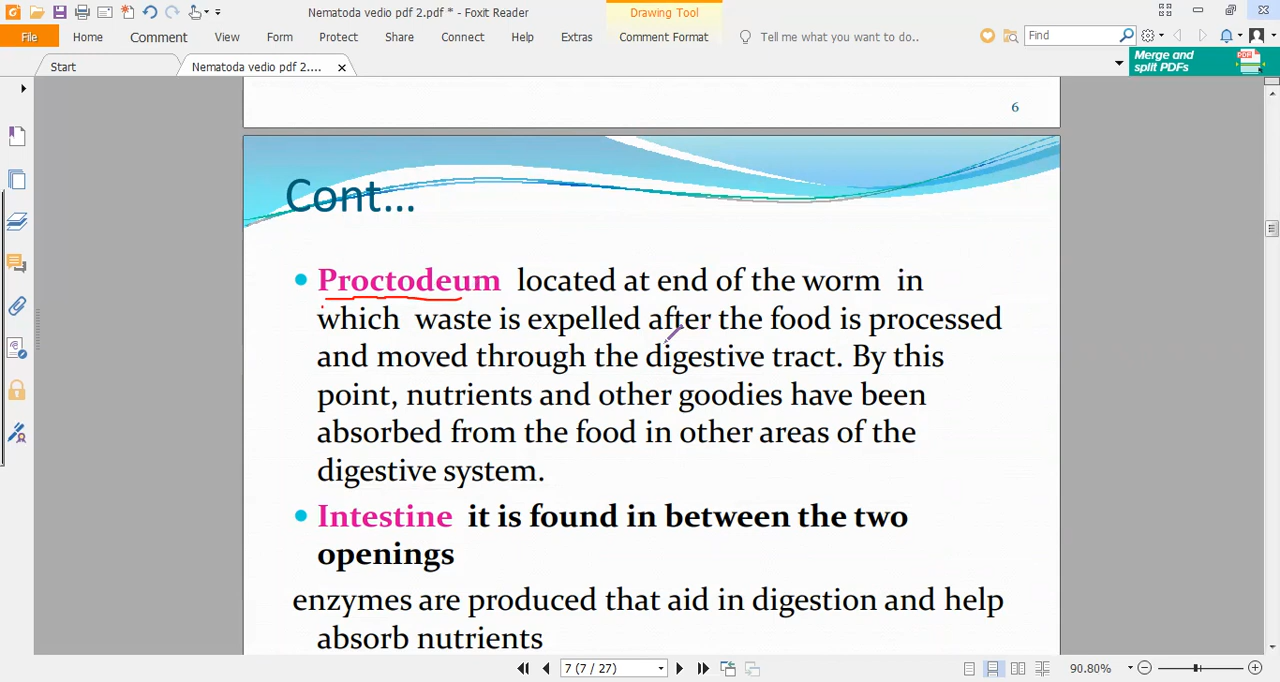 Nematoda vedio pdf 2.pdf * - Foxit Reader
Drawing Tool
File Home Comment View Form Protect Share Connect Help Extras Comment Format Tell me what you want to do.. Find
Start Nematoda vedio pdf 2.... Merge and split PDFs
6
Cont...
Proctodeum located at end of the worm in
which waste is expelled after the food is processed
and moved through the digestive tract. By this
point, nutrients and other goodies have been
absorbed from the food in other areas of the
digestive system.
Intestine it is found in between the two
openings
enzymes are produced that aid in digestion and help
absorb nutrients
7 (7 / 27) 90.80%